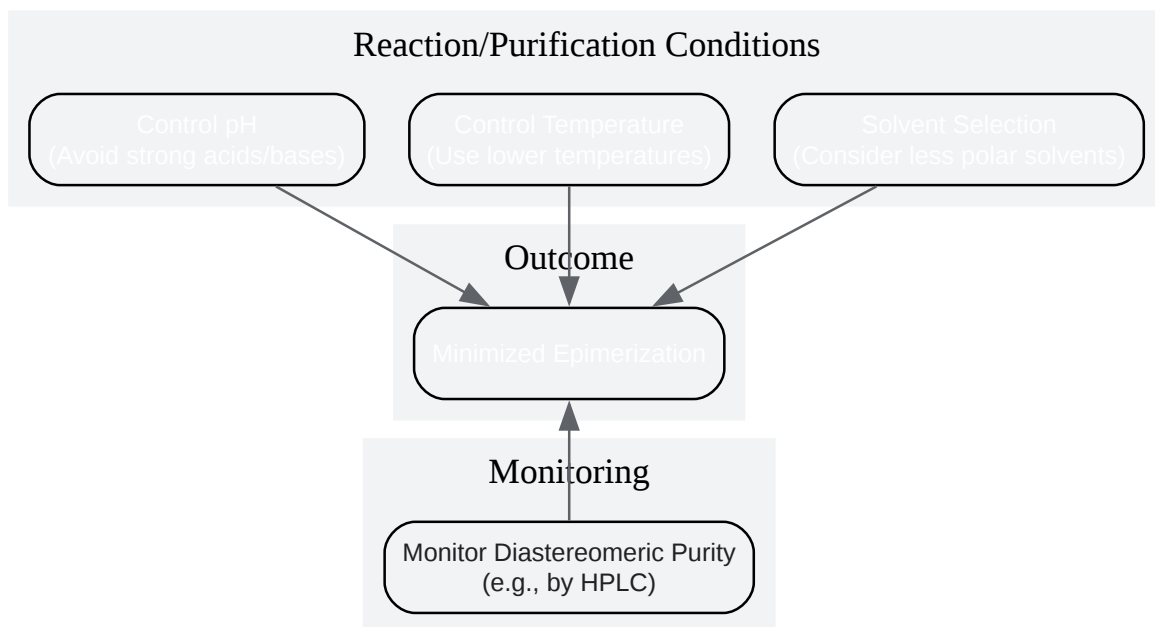 Reaction/Purification Conditions
Control pH
(Avoid strong acids/bases)
Control Temperature
(Use lower temperatures)
Solvent Selection
(Consider less polar solvents)
Outcome
Minimized Epimerization
Monitoring
Monitor Diastereomeric Purity
(e.g., by HPLC)